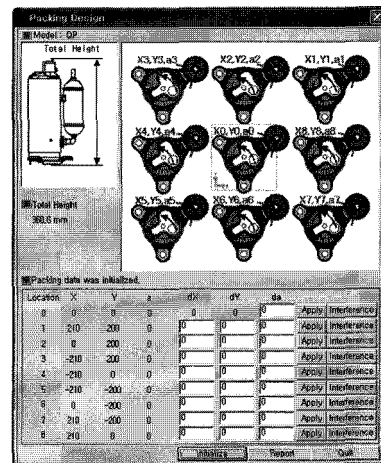 Packing Design
Model : QP
Total Height
X3,Y3,a3 X2,Y2,a2 X1,Y1,a1
X4,Y4,a4 X0,Y0,a0 X8,Y8,a8
X5,Y5,a5 X6,Y6,a6 X7,Y7,a7
Total Height
mm
Packing data was initialized.
Location X Y a dX dY da
0 0 0 0 0 0 0 Apply Interference
1 210 200 0 0 0 0 Apply Interference
2 0 200 0 0 0 0 Apply Interference
3 -210 200 0 0 0 0 Apply Interference
4 -210 0 0 0 0 0 Apply Interference
5 -210 -200 0 0 0 0 Apply Interference
6 0 -200 0 0 0 0 Apply Interference
7 210 -200 0 0 0 0 Apply Interference
8 210 0 0 0 0 0 Apply Interference
Initialize Report Quit